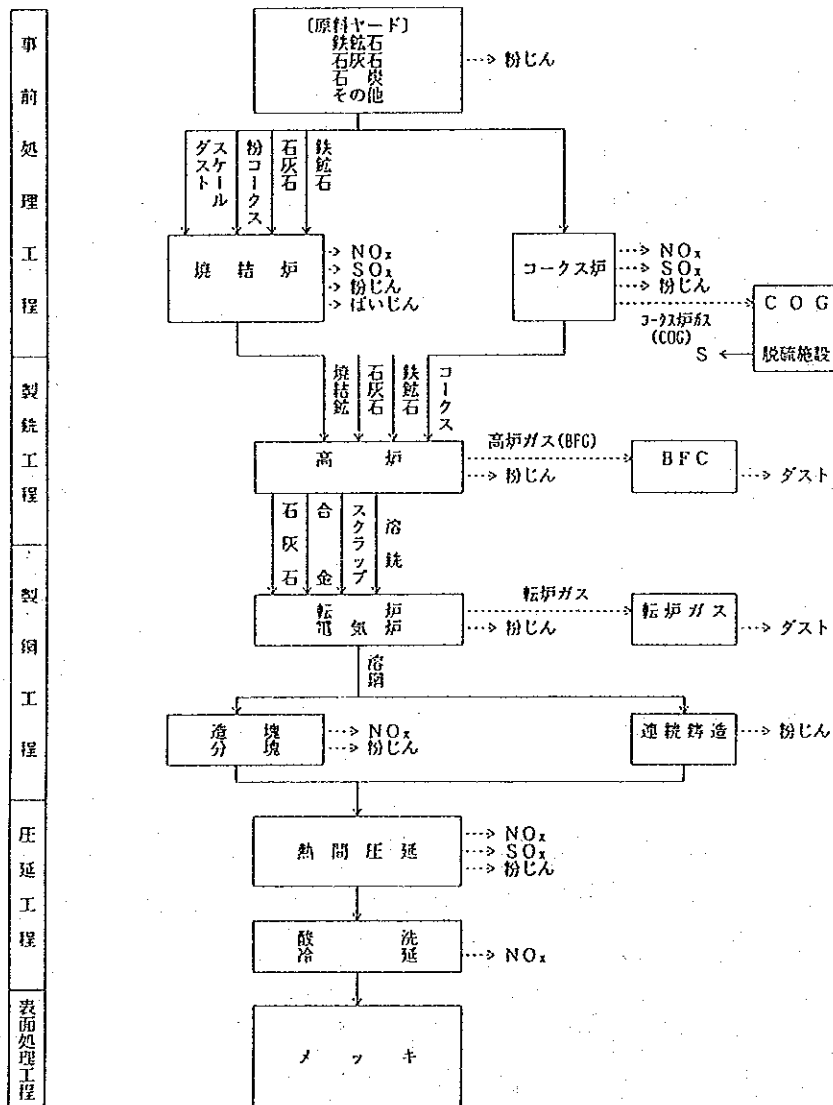 事前処理工程
〔原料ヤード〕
鉄鉱石
石灰石
石 炭
その他
粉じん
スケール
ダスト
粉コークス
石灰石
鉄鉱石
焼 結 炉
NOx
SOx
粉じん
ばいじん
コークス炉
NOx
SOx
粉じん
コークス炉ガス
(COG)
COG
脱硫施設
S
製銑工程
焼結鉱
石灰石
鉄鉱石
コークス
高 炉
高炉ガス(BFG)
粉じん
BFC
ダスト
製鋼工程
石灰石
合金
スクラップ
溶銑
転 炉
電 気 炉
転炉ガス
粉じん
転炉ガス
ダスト
溶鋼
造 塊
分 塊
NOx
粉じん
連続鋳造
粉じん
圧延工程
熱 間 圧 延
NOx
SOx
粉じん
酸 洗
冷 延
NOx
表面処理工程
メ ッ キ